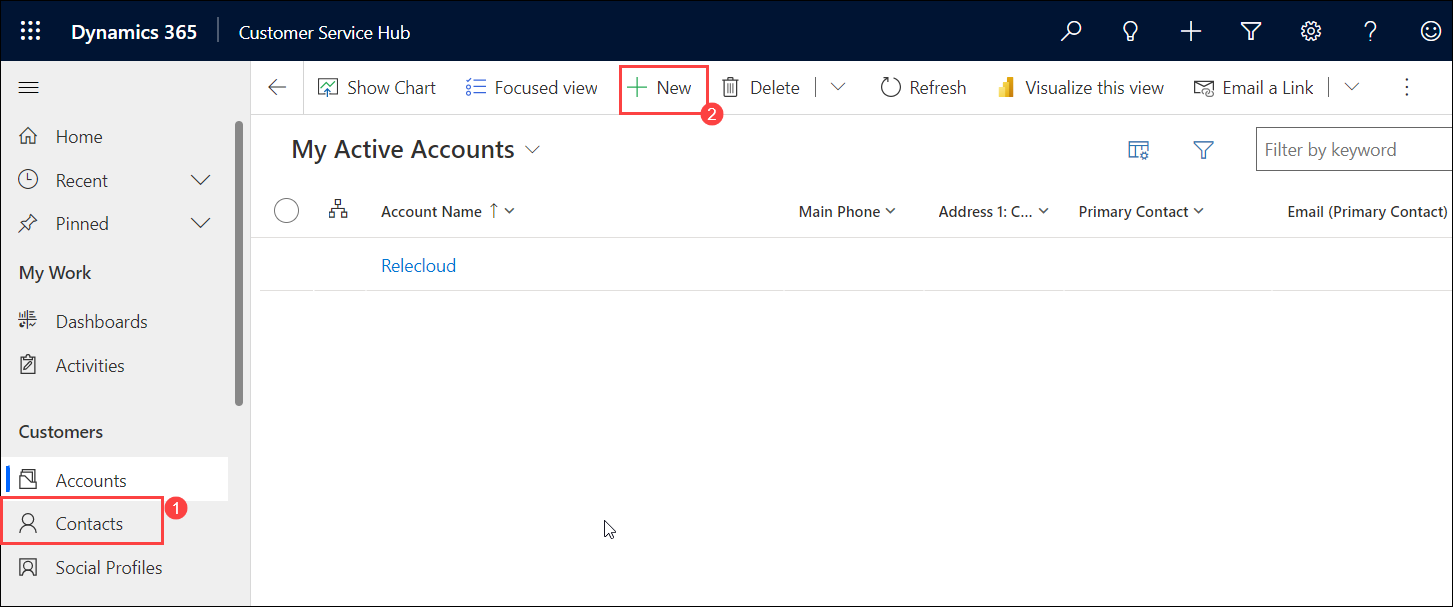 Dynamics 365 Customer Service Hub
Show Chart Focused view New Delete Refresh Visualize this view Email a Link
2
Home
Recent
Pinned
My Work
Dashboards
Activities
Customers
Accounts
Contacts
1
Social Profiles
My Active Accounts Filter by keyword
Account Name Main Phone Address 1: C... Primary Contact Email (Primary Contact)
Relecloud